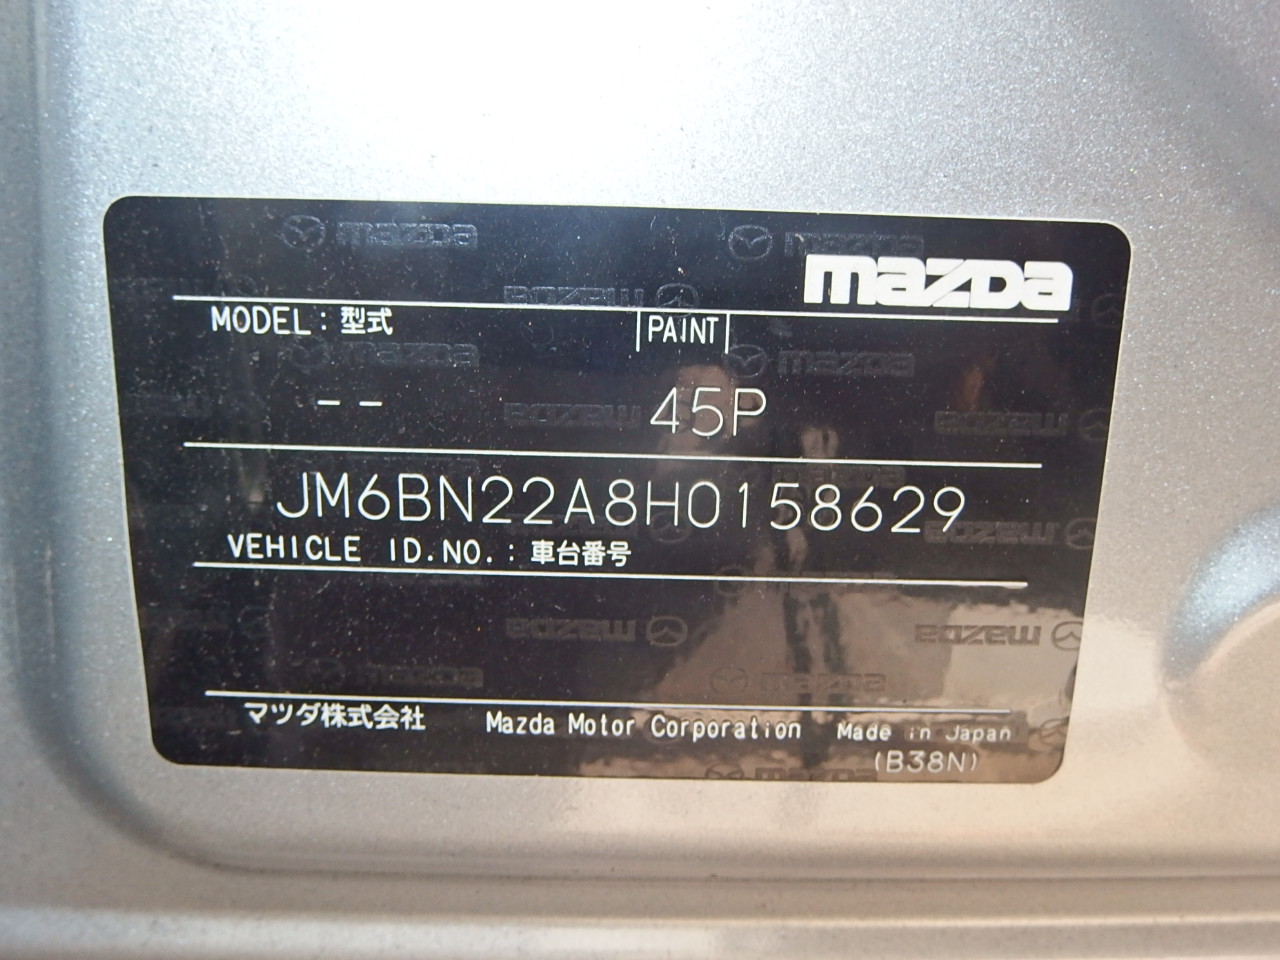 mazda
MODEL : 型式 PAINT
-- 45P
JM6BN22A8H0158629
VEHICLE ID.NO. : 車台番号
マツダ株式会社 Mazda Motor Corporation Made in Japan
(B38N)